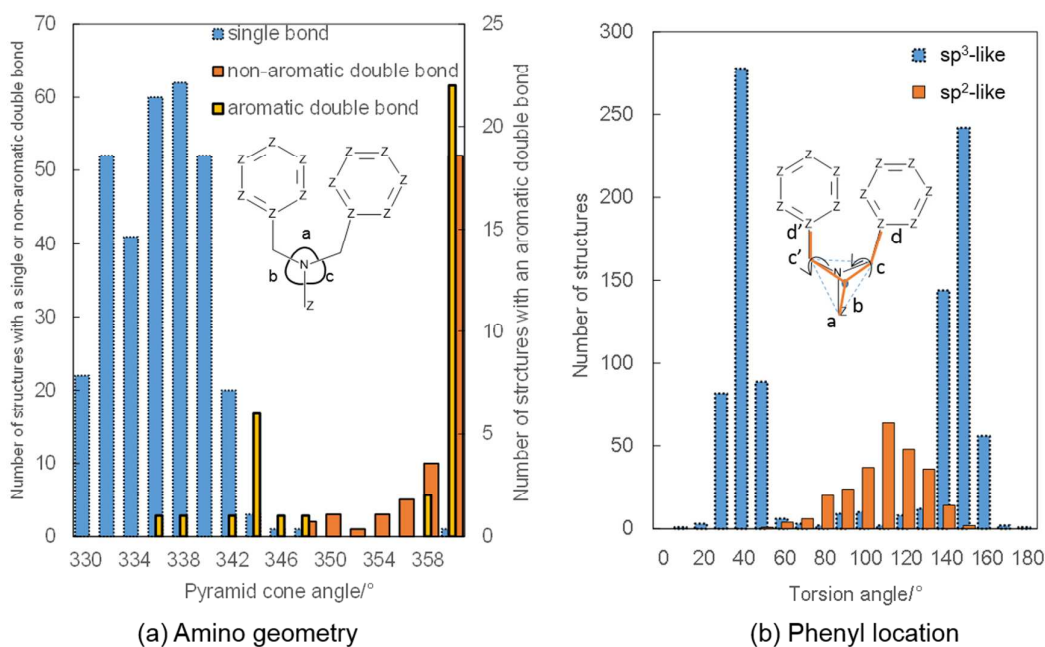 Number of structures with a single or non-aromatic double bond
70
60
50
40
30
20
10
0
single bond
non-aromatic double bond
aromatic double bond
Z
Z
Z
Z
Z
Z
Z
Z
Z
Z
Z
Z
a
b
N
c
Z
25
20
15
10
5
0
Number of strctures with an aromatic double bond
330
334
338
342
346
350
354
358
Pyramid cone angle/°
(a) Amino geometry
Number of structures
300
250
200
150
100
50
0
sp³-like
sp²-like
Z
Z
Z
Z
Z
Z
Z
Z
Z
Z
Z
Z
d'
d
c'
N
c
b
Z
a
0
20
40
60
80
100
120
140
160
180
Torsion angle/°
(b) Phenyl location